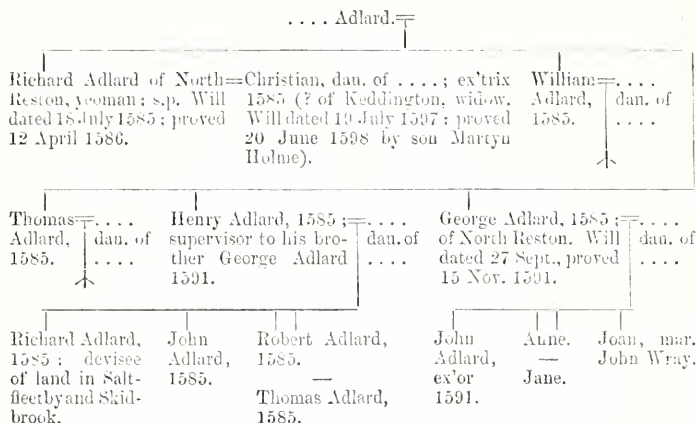 . . . . Adlard.
Richard Adlard of North
Reston, yeoman; s.p. Will
dated 18 July 1585; proved
12 April 1586.
=Christian, dau. of . . . . ; ex'trix
1585 (? of Keddington, widow.
Will dated 19 July 1597: proved
20 June 1598 by son Martyn
Holme).
William=. . . .
Adlard, dau. of
1585. . . . .
Thomas=. . . .
Adlard, dau. of
1585. . . . .
Henry Adlard, 1585;=. . . .
supervisor to his bro- dau. of
ther George Adlard . . . .
1591.
George Adlard, 1585;=. . . .
of North Reston. Will dau. of
dated 27 Sept., proved . . . .
15 Nov. 1591.
Richard Adlard,
1585: devisee
of land in Salt-
fleetby and Skid-
brook.
John
Adlard,
1585.
Robert Adlard,
1585.
—
Thomas Adlard,
1585.
John
Adlard,
ex'or
1591.
Anne.
—
Jane.
Joan, mar.
John Wray.